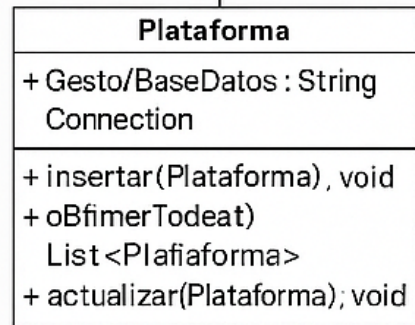 Plataforma
+ Gesto/BaseDatos : String
Connection
+ insertar(Plataforma), void
+ oBfimerTodeat)
List<Plafiaforma>
+ actualizar(Plataforma); void